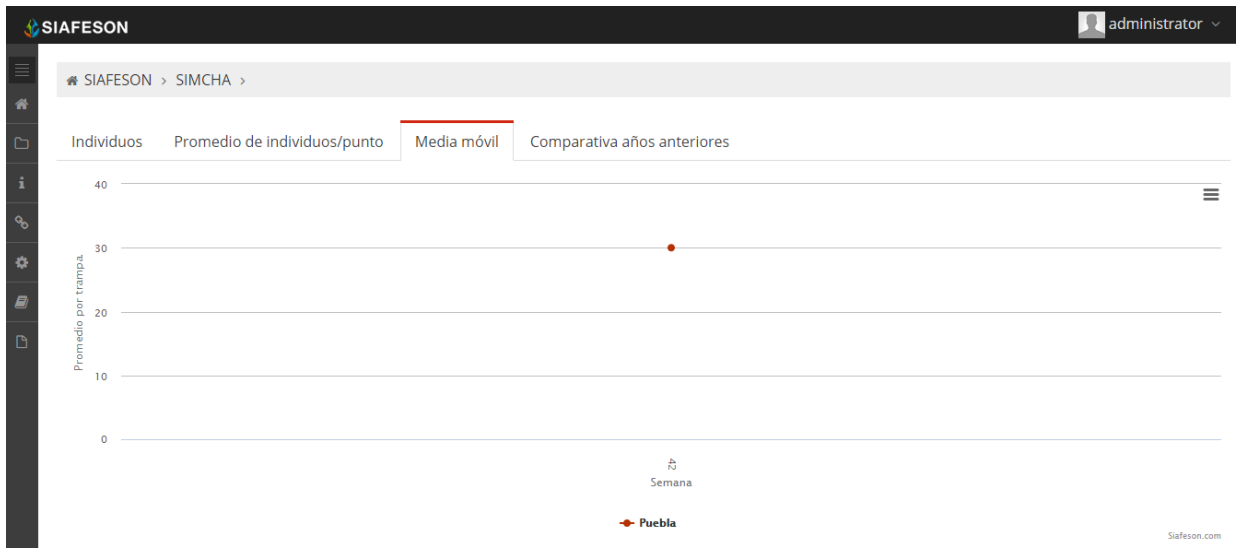 SIAFESON
administrator
SIAFESON > SIMCHA >
Individuos Promedio de individuos/punto Media móvil Comparativa años anteriores
40
30
20
10
0
Promedio por trampa.
42
Semana
Puebla
Siafeson.com